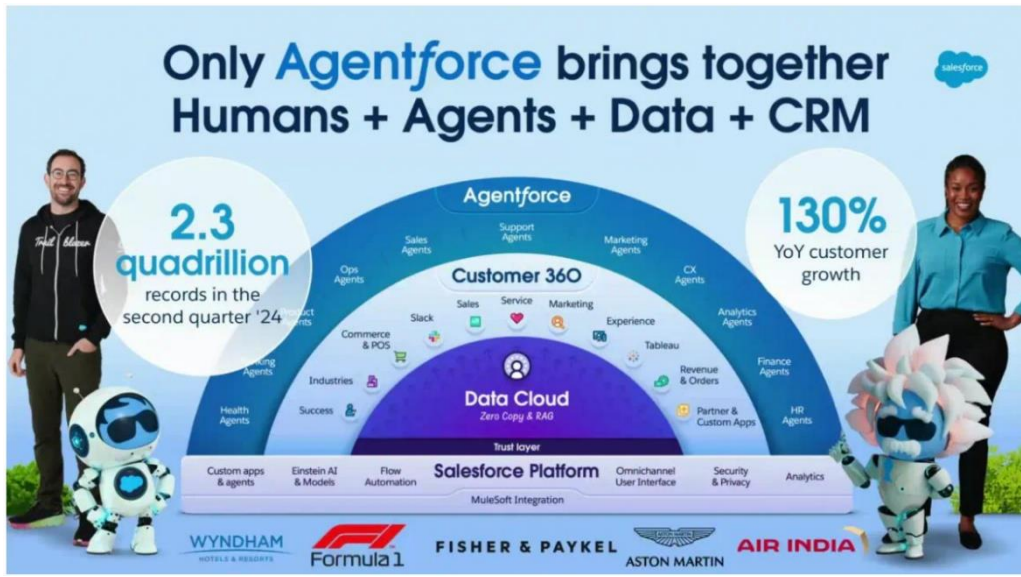 Only Agentforce brings together
Humans + Agents + Data + CRM
salesforce
Trail blazer
2.3
quadrillion
records in the
second quarter '24
130%
YoY customer
growth
Agentforce
Support
Agents
Sales
Agents
Marketing
Agents
Ops
Agents
CX
Agents
Analytics
Agents
Finance
Agents
Health
Agents
HR
Agents
Customer 360
Sales
Service
Marketing
Slack
Experience
Commerce
& POS
Tableau
Industries
Revenue
& Orders
Success
Partner &
Custom Apps
Data Cloud
Zero Copy & RAG
Trust layer
Custom apps
& agents
Einstein AI
& Models
Flow
Automation
Salesforce Platform
Omnichannel
User Interface
Security
& Privacy
Analytics
MuleSoft Integration
WYNDHAM
HOTELS & RESORTS
Formula 1
FISHER & PAYKEL
ASTON MARTIN
AIR INDIA